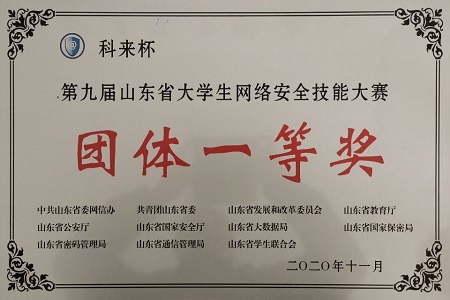 科来杯
第九届山东省大学生网络安全技能大赛
团体一等奖
中共山东省委网信办 共青团山东省委 山东省发展和改革委员会 山东省教育厅
山东省公安厅 山东省国家安全厅 山东省大数据局 山东省国家保密局
山东省密码管理局 山东省通信管理局 山东省学生联合会
二〇二〇年十一月